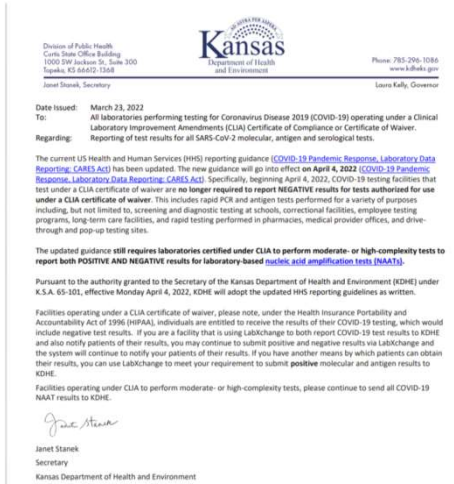 AD ASTRA PER ASPERA
Division of Public Health
Curtis State Office Building
1000 SW Jackson St., Suite 300
Topeka, KS 66612-1368
Kansas
Department of Health
and Environment
Phone: 785-296-1086
www.kdheks.gov
Janet Stanek, Secretary
Laura Kelly, Governor
Date Issued: March 23, 2022
To: All laboratories performing testing for Coronavirus Disease 2019 (COVID-19) operating under a Clinical
Laboratory Improvement Amendments (CLIA) Certificate of Compliance or Certificate of Waiver.
Regarding: Reporting of test results for all SARS-CoV-2 molecular, antigen and serological tests.
The current US Health and Human Services (HHS) reporting guidance (COVID-19 Pandemic Response, Laboratory Data
Reporting: CARES Act) has been updated. The new guidance will go into effect on April 4, 2022 (COVID-19 Pandemic
Response, Laboratory Data Reporting: CARES Act). Specifically, beginning April 4, 2022, COVID-19 testing facilities that
test under a CLIA certificate of waiver are no longer required to report NEGATIVE results for tests authorized for use
under a CLIA certificate of waiver. This includes rapid PCR and antigen tests performed for a variety of purposes
including, but not limited to, screening and diagnostic testing at schools, correctional facilities, employee testing
programs, long-term care facilities, and rapid testing performed in pharmacies, medical provider offices, and drive-
through and pop-up testing sites.
The updated guidance still requires laboratories certified under CLIA to perform moderate- or high-complexity tests to
report both POSITIVE AND NEGATIVE results for laboratory-based nucleic acid amplification tests (NAATs).
Pursuant to the authority granted to the Secretary of the Kansas Department of Health and Environment (KDHE) under
K.S.A. 65-101, effective Monday April 4, 2022, KDHE will adopt the updated HHS reporting guidelines as written.
Facilities operating under a CLIA certificate of waiver, please note, under the Health Insurance Portability and
Accountability Act of 1996 (HIPAA), individuals are entitled to receive the results of their COVID-19 testing, which would
include negative test results. If you are a facility that is using LabXchange to both report COVID-19 test results to KDHE
and also notify patients of their results, you may continue to submit positive and negative results via LabXchange and
the system will continue to notify your patients of their results. If you have another means by which patients can obtain
their results, you can use LabXchange to meet your requirement to submit positive molecular and antigen results to
KDHE.
Facilities operating under CLIA to perform moderate- or high-complexity tests, please continue to send all COVID-19
NAAT results to KDHE.
Janet Stanek
Janet Stanek
Secretary
Kansas Department of Health and Environment